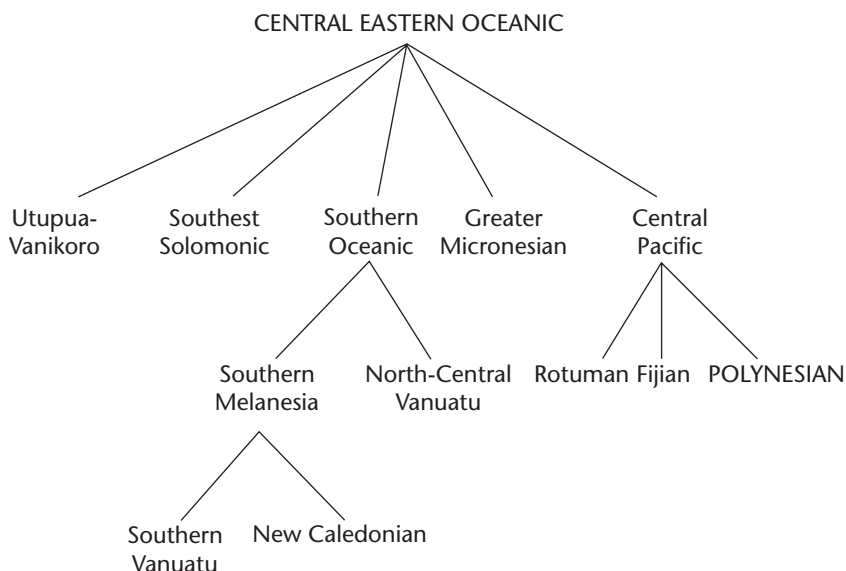 CENTRAL EASTERN OCEANIC
Utupua-
Vanikoro
Southest
Solomonic
Southern
Oceanic
Greater
Micronesian
Central
Pacific
Southern
Melanesia
North-Central
Vanuatu
Rotuman
Fijian
POLYNESIAN
Southern
Vanuatu
New Caledonian